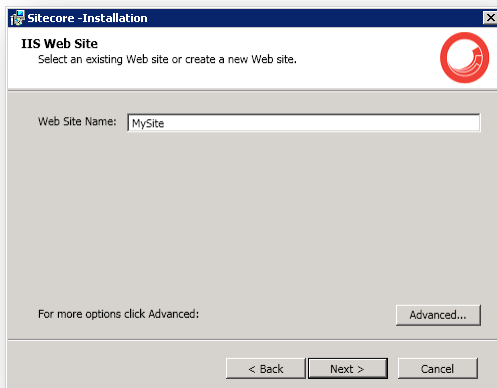 Sitecore -Installation
IIS Web Site
Select an existing Web site or create a new Web site.
Web Site Name: MySite
For more options click Advanced: Advanced...
< Back Next > Cancel